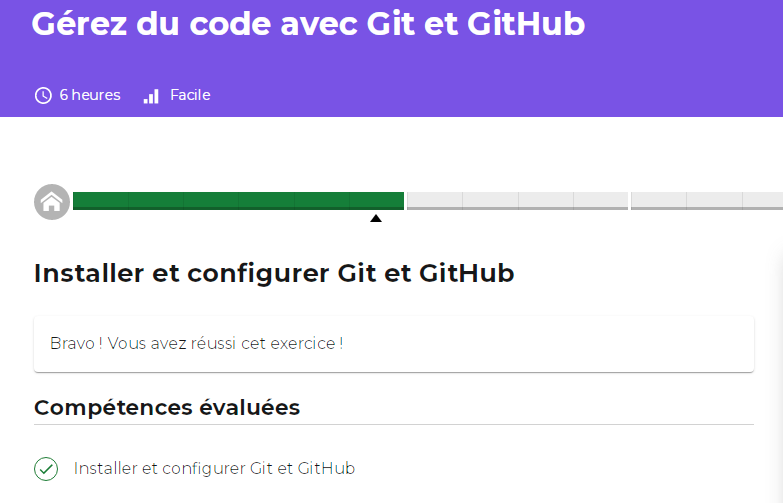 Gérez du code avec Git et GitHub
6 heures
Facile
Installer et configurer Git et GitHub
Bravo ! Vous avez réussi cet exercice !
Compétences évaluées
Installer et configurer Git et GitHub